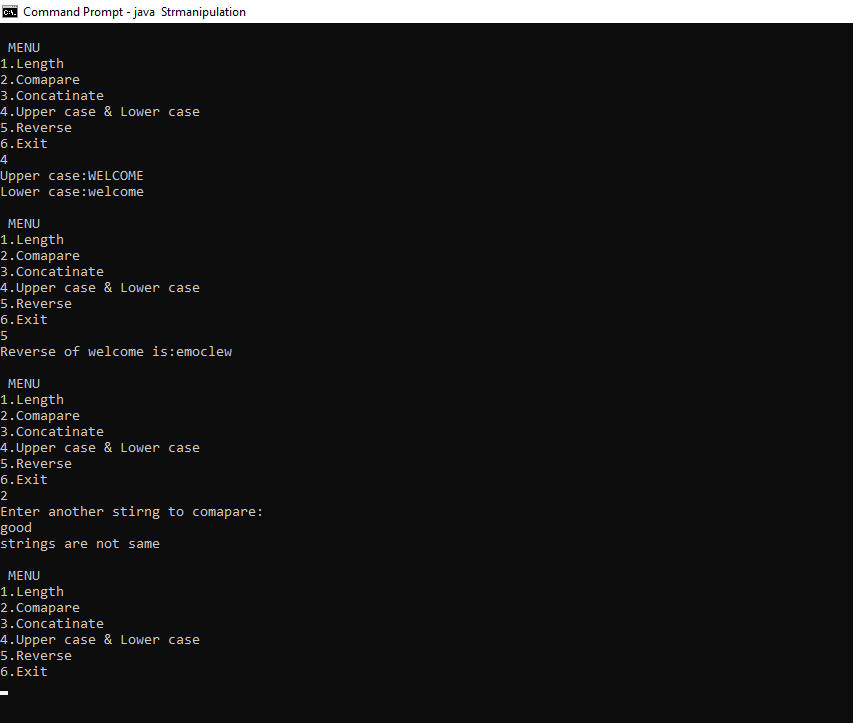 Command Prompt - java Strmanipulation
MENU
1.Length
2.Comapare
3.Concatinate
4.Upper case & Lower case
5.Reverse
6.Exit
4
Upper case:WELCOME
Lower case:welcome
MENU
1.Length
2.Comapare
3.Concatinate
4.Upper case & Lower case
5.Reverse
6.Exit
5
Reverse of welcome is:emoclew
MENU
1.Length
2.Comapare
3.Concatinate
4.Upper case & Lower case
5.Reverse
6.Exit
2
Enter another stirng to comapare:
good
strings are not same
MENU
1.Length
2.Comapare
3.Concatinate
4.Upper case & Lower case
5.Reverse
6.Exit